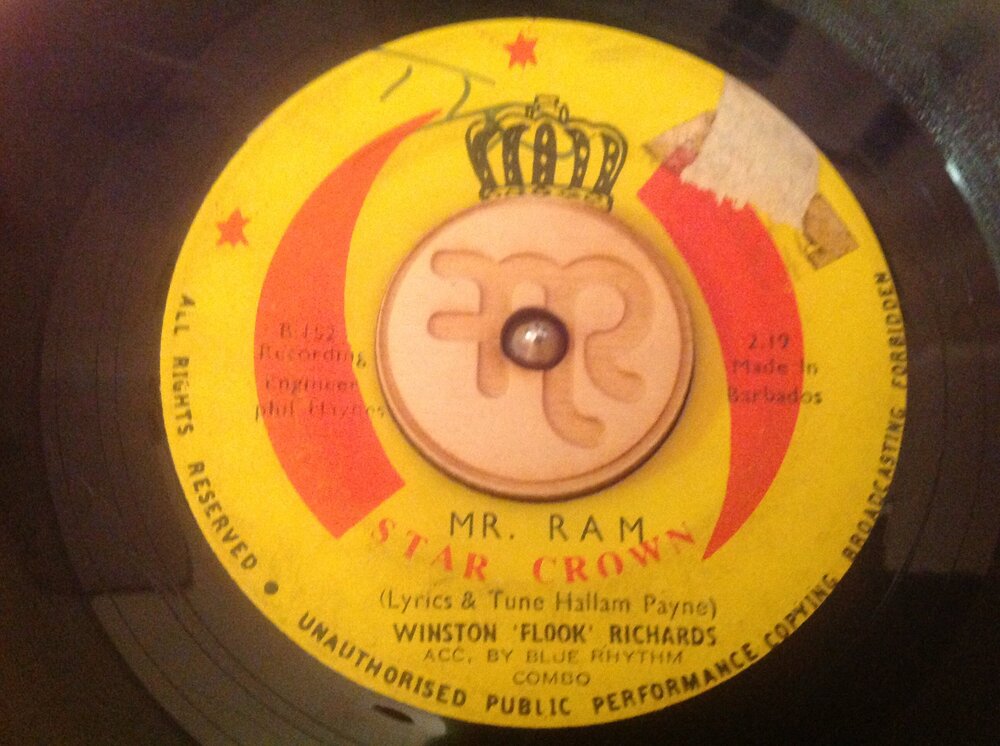 B.152
Recording
Engineer
phil Haynes
2.19
Made in
Barbados
MR. RAM
STAR CROWN
(Lyrics & Tune Hallam Payne)
WINSTON 'FLOOK' RICHARDS
ACC. BY BLUE RHYTHM
COMBO
ALL RIGHTS RESERVED • UNAUTHORISED PUBLIC PERFORMANCE COPYING BROADCASTING FORBIDDEN